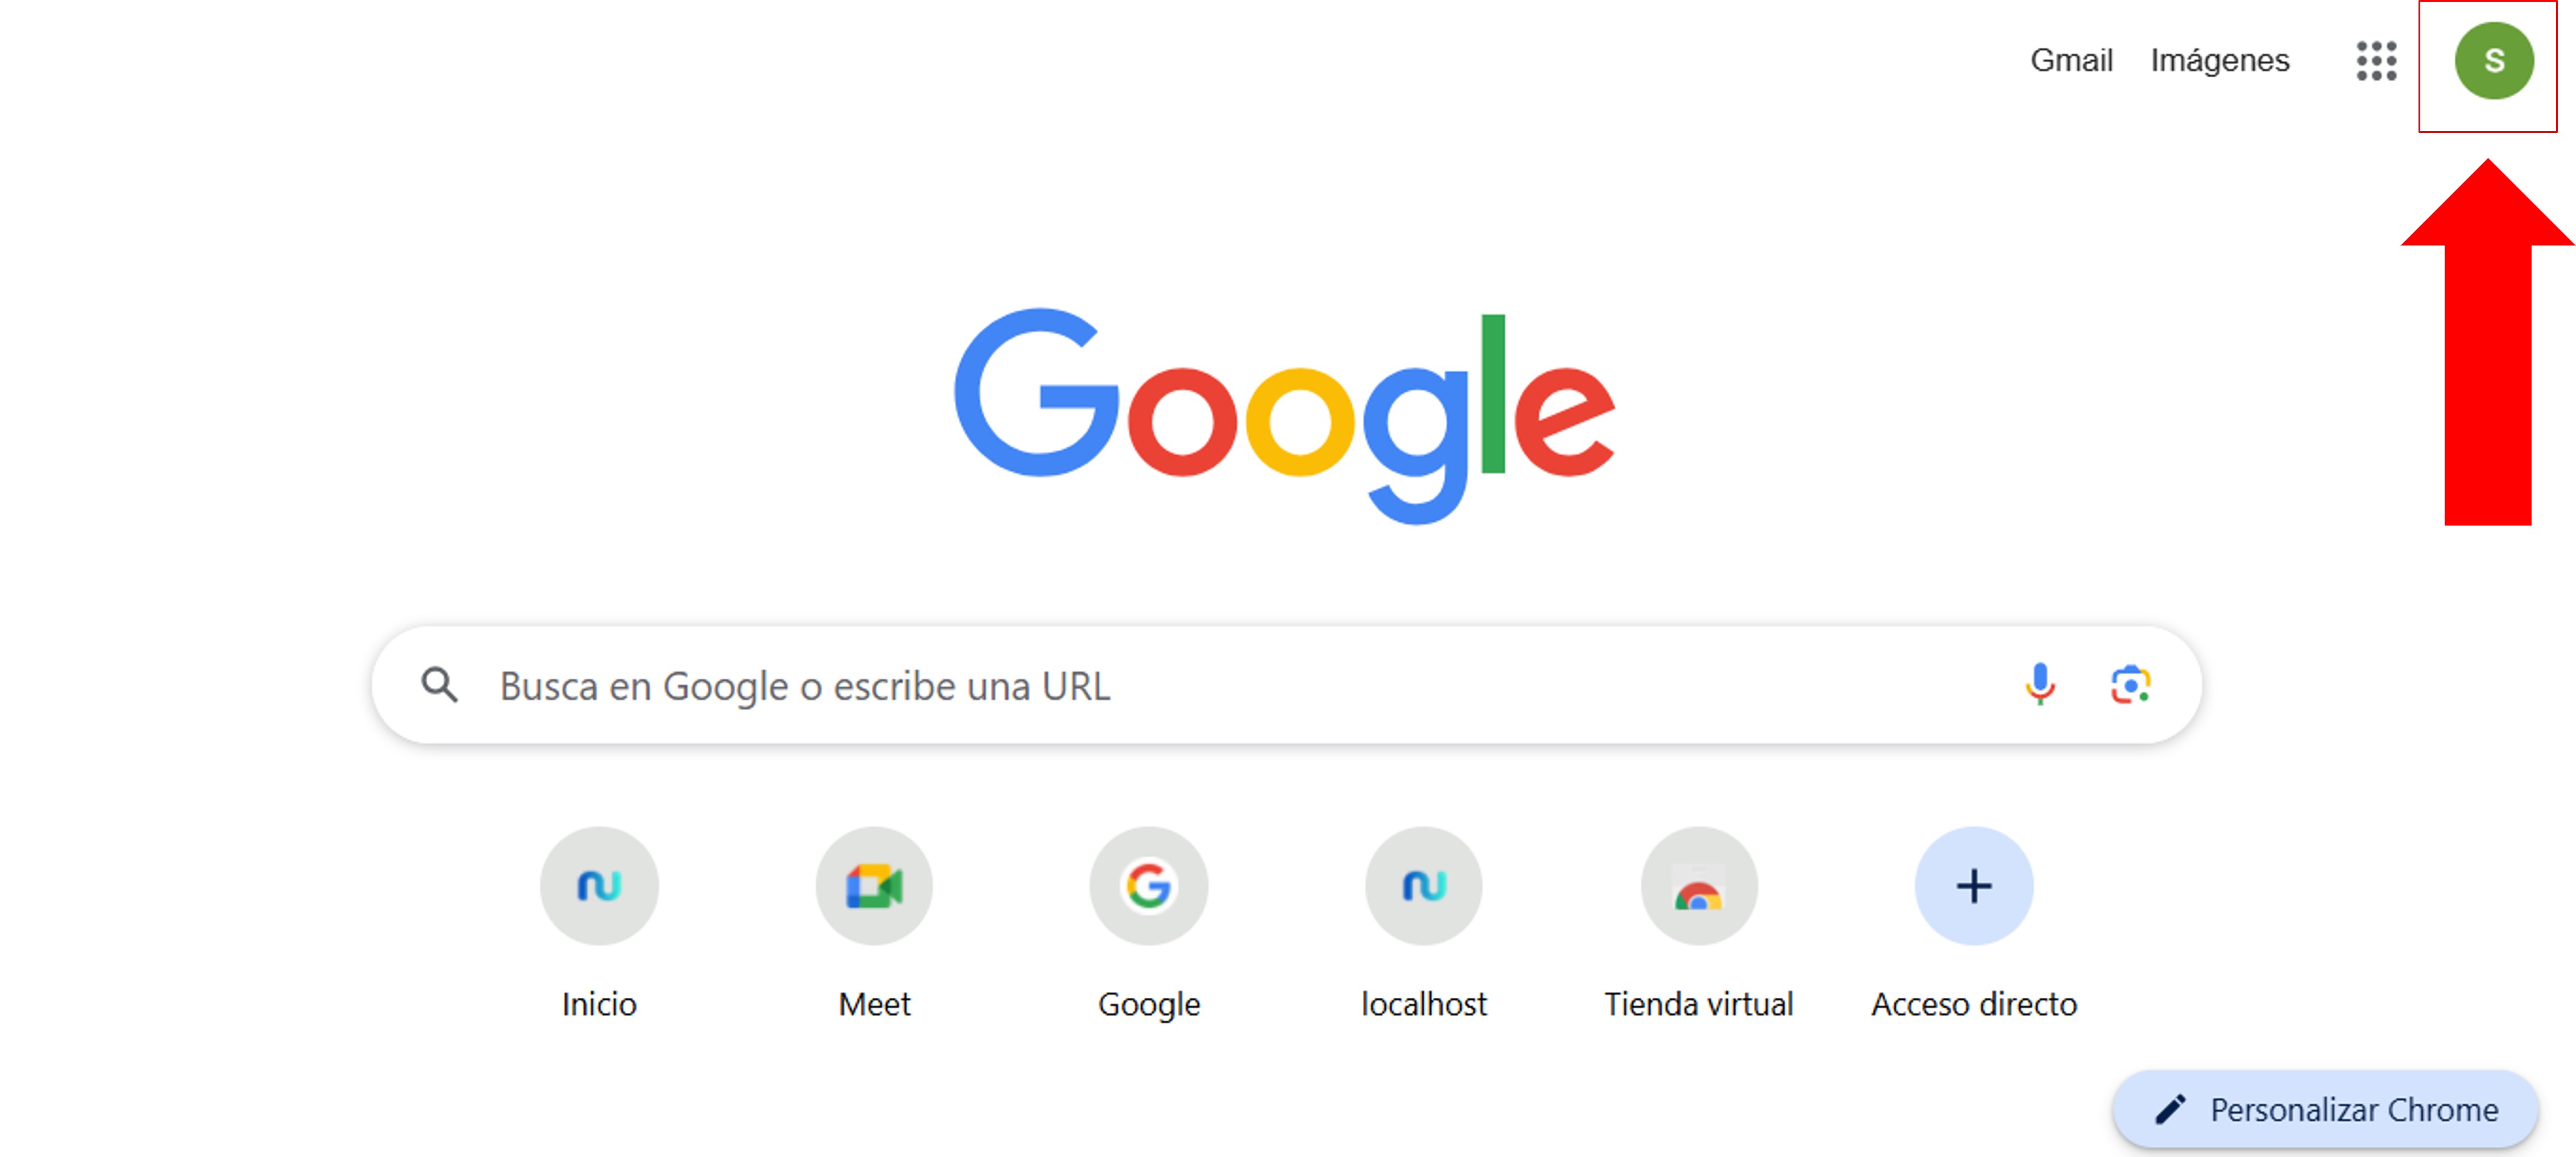 Gmail Imágenes S
Google
Busca en Google o escribe una URL
Inicio Meet Google localhost Tienda virtual Acceso directo
Personalizar Chrome